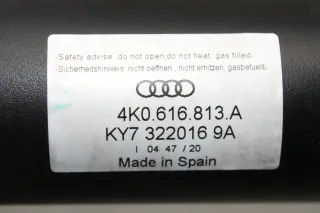 -Safety advise. do not open.do not heat. gas filled-
-Sicherheitshinweis. nicht oeffnen , nicht erhitzen, gasbefuellt-
4K0.616.813.A
KY7 322016 9A
I 04 47 / 20
Made in Spain